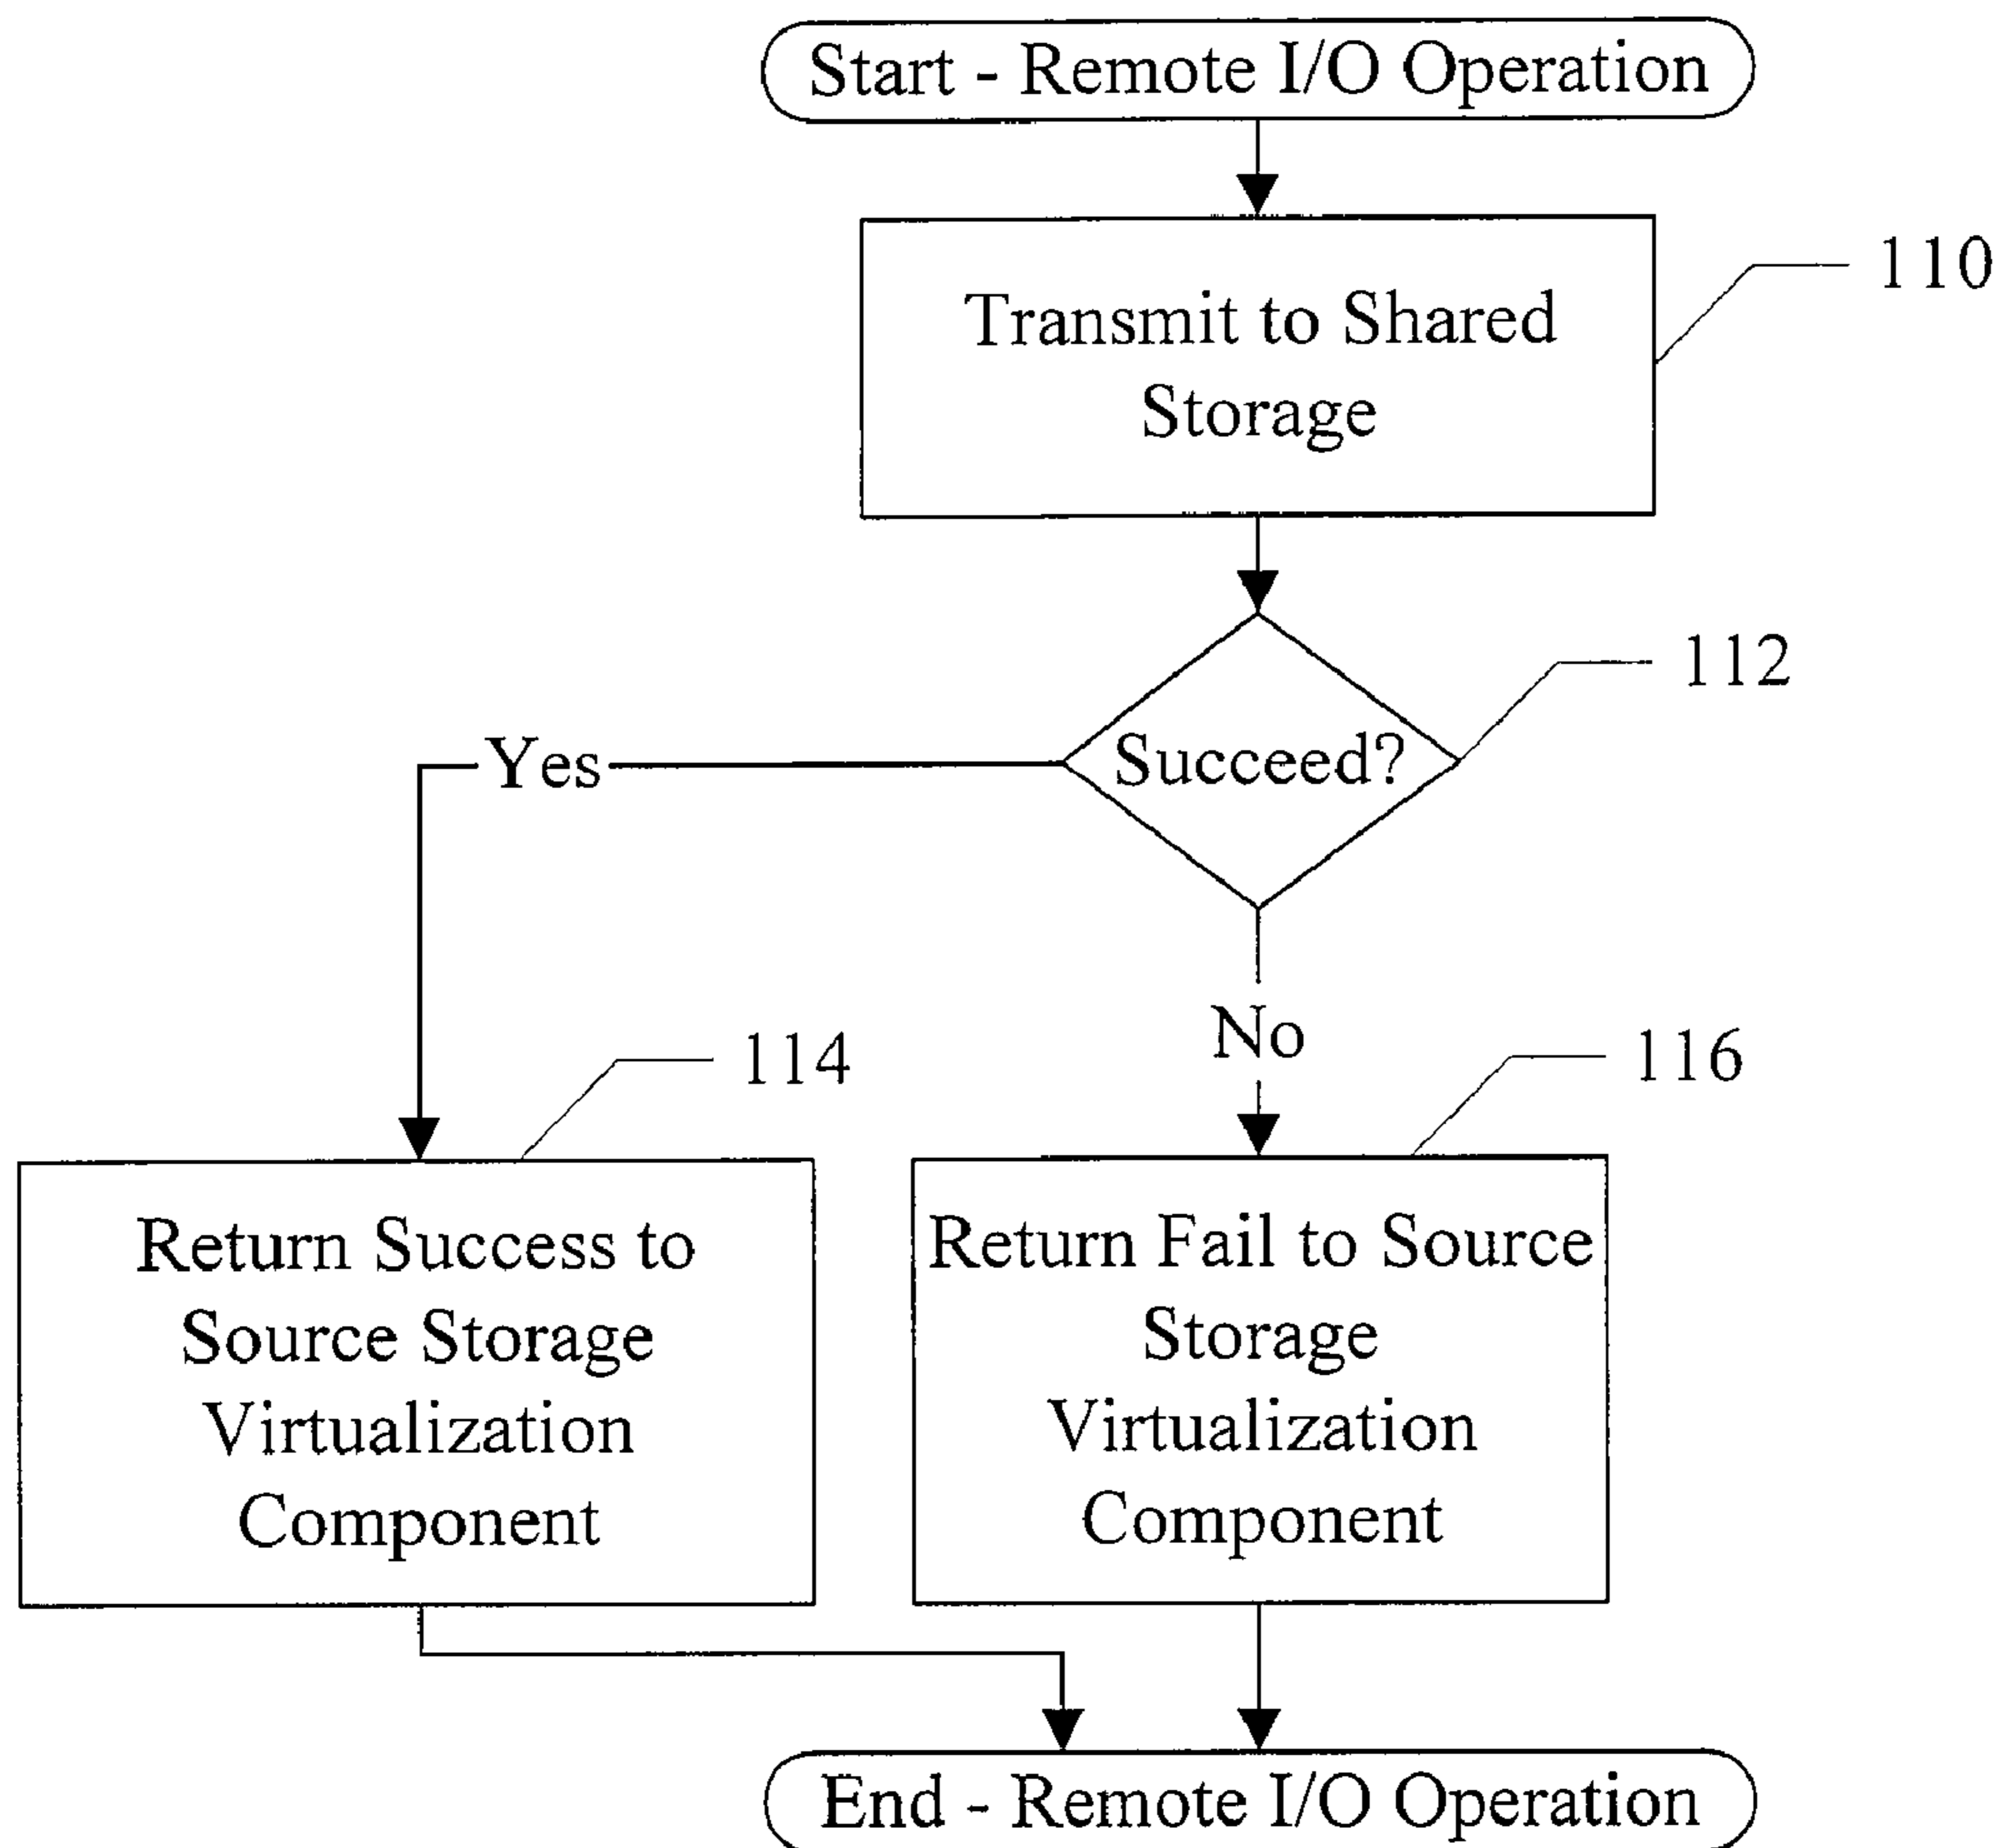 Start - Remote I/O Operation
Transmit to Shared
Storage
110
Succeed?
112
Yes
No
114
116
Return Success to
Source Storage
Virtualization
Component
Return Fail to Source
Storage
Virtualization
Component
End - Remote I/O Operation